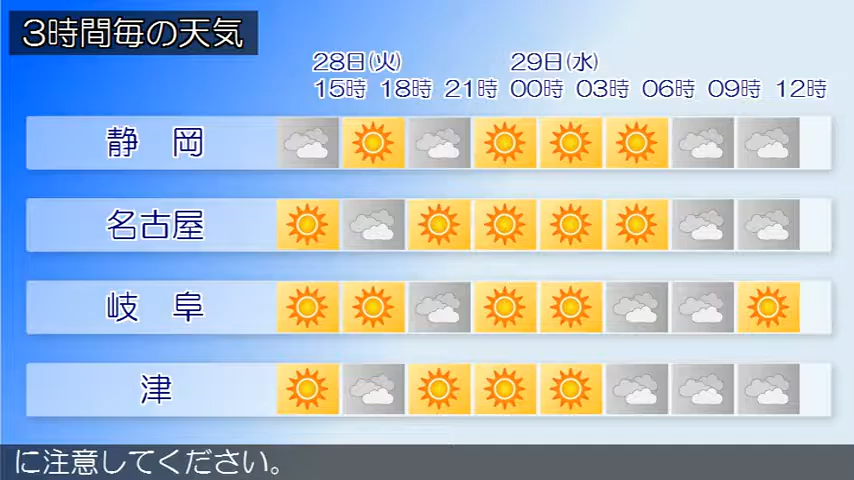 3時間毎の天気
28日(火) 29日(水)
15時 18時 21時 00時 03時 06時 09時 12時
静 岡
名古屋
岐 阜
津
に注意してください。